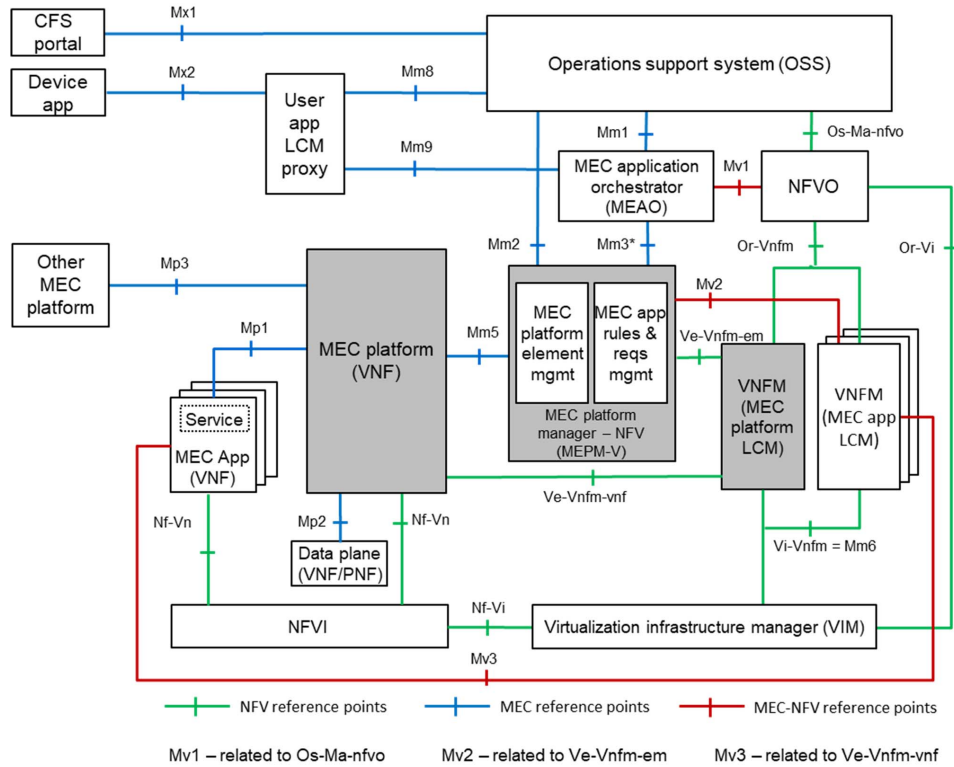 CFS
portal
Mx1
Operations support system (OSS)
Device
app
Mx2
User
app
LCM
proxy
Mm8
Mm9
Mm1
Os-Ma-nfvo
MEC application
orchestrator
(MEAO)
Mv1
NFVO
Mm2
Mm3*
Or-Vnfm
Or-Vi
Other
MEC
platform
Mp3
MEC platform
(VNF)
Mp1
Mm5
MEC
platform
element
mgmt
MEC app
rules &
reqs
mgmt
MEC platform
manager – NFV
(MEPM-V)
Mv2
Ve-Vnfm-em
VNFM
(MEC
platform
LCM)
VNFM
(MEC app
LCM)
Service
MEC App
(VNF)
Ve-Vnfm-vnf
Nf-Vn
Mp2
Nf-Vn
Data plane
(VNF/PNF)
Vi-Vnfm = Mm6
NFVI
Nf-Vi
Virtualization infrastructure manager (VIM)
Mv3
NFV reference points
MEC reference points
MEC-NFV reference points
Mv1 – related to Os-Ma-nfvo
Mv2 – related to Ve-Vnfm-em
Mv3 – related to Ve-Vnfm-vnf